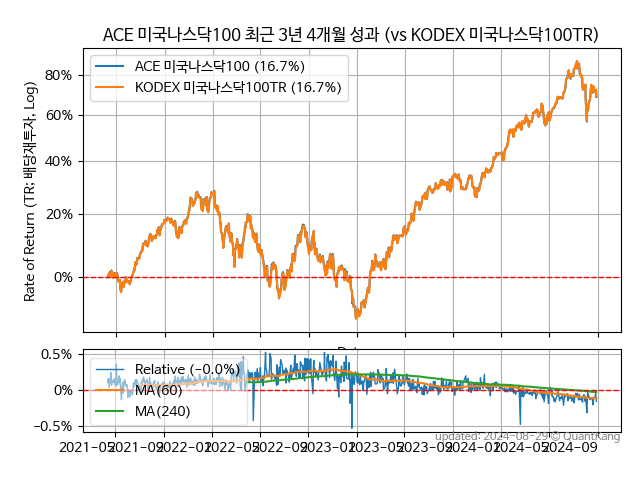 ACE 미국나스닥100 최근 3년 4개월 성과 (vs KODEX 미국나스닥100TR)
Rate of Return (TR: 배당재투자, Log)
80%
60%
40%
20%
0%
ACE 미국나스닥100 (16.7%)
KODEX 미국나스닥100TR (16.7%)
0.5%
0.0%
−0.5%
Relative (−0.0%)
MA(60)
MA(240)
2021-05 2021-09 2022-01 2022-05 2022-09 2023-01 2023-05 2023-09 2024-01 2024-05 2024-09
updated: 2024-08-29 © QuantKang